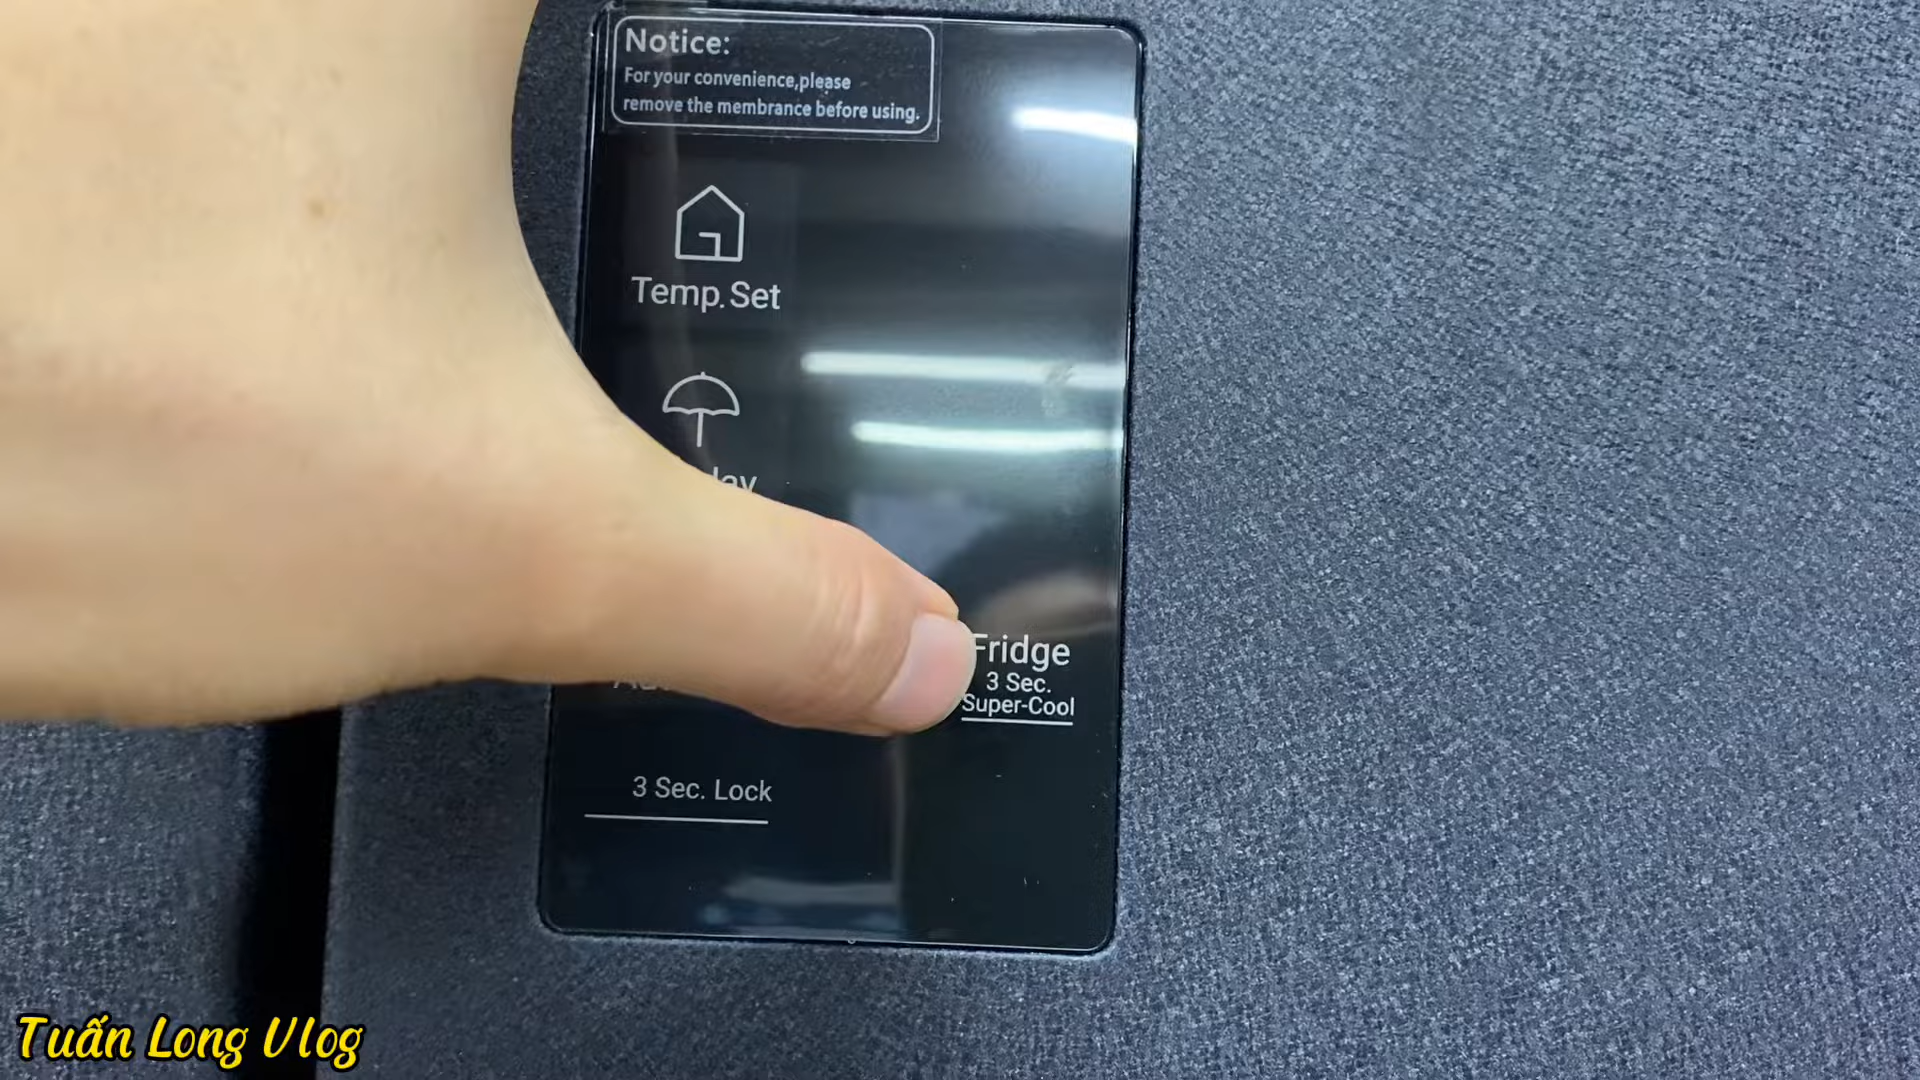 Notice:
For your convenience,please
remove the membrance before using.
Temp.Set
Fridge
3 Sec.
Super-Cool
3 Sec. Lock
Tuấn Long Vlog